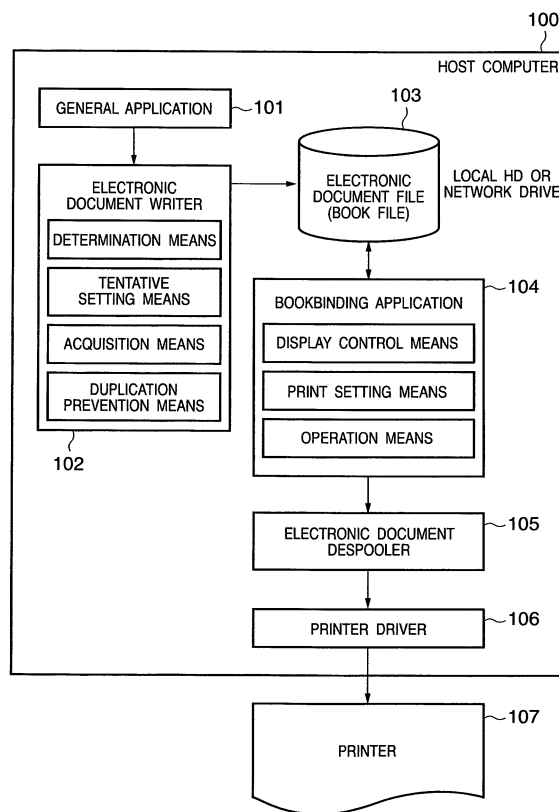 100
HOST COMPUTER
GENERAL APPLICATION
101
103
ELECTRONIC
DOCUMENT WRITER
DETERMINATION MEANS
TENTATIVE
SETTING MEANS
ACQUISITION MEANS
DUPLICATION
PREVENTION MEANS
102
ELECTRONIC
DOCUMENT FILE
(BOOK FILE)
LOCAL HD OR
NETWORK DRIVE
104
BOOKBINDING APPLICATION
DISPLAY CONTROL MEANS
PRINT SETTING MEANS
OPERATION MEANS
ELECTRONIC DOCUMENT
DESPOOLER
105
PRINTER DRIVER
106
PRINTER
107